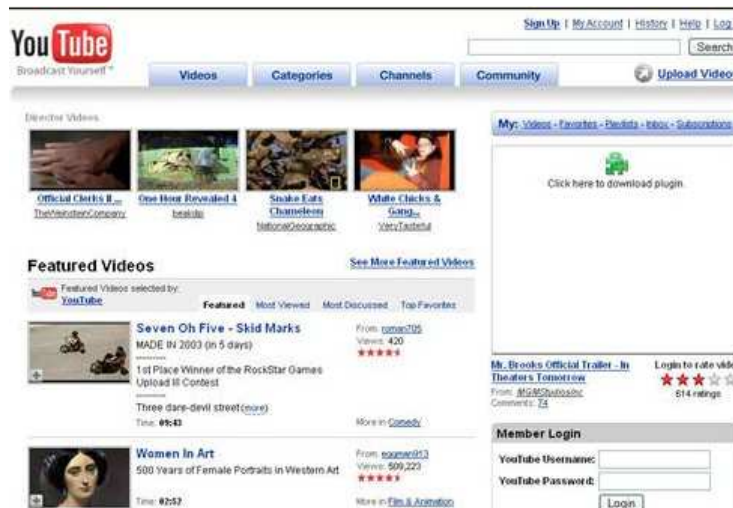 Sign Up | My Account | History | Help | Log
YouTube
Broadcast Yourself ™
Search
Videos
Categories
Channels
Community
Upload Video
Director Videos
Official Clerks II ...
TheWeinsteinCompany
One Hour Revealed 4
Snake Eats
Chameleon
NationalGeographic
White Chicks &
Gang...
VeryTasteful
My: Videos - Favorites - Playlists - Inbox - Subscriptions
Click here to download plugin.
Featured Videos
See More Featured Videos
Featured Videos selected by:
YouTube
Featured
Most Viewed
Most Discussed
Top Favorites
Seven Oh Five - Skid Marks
MADE IN 2003 (in 5 days)
----------
1st Place Winner of the RockStar Games
Upload III Contest
----------
Three dare-devil street (more)
Time: 09:43
From: roman705
Views: 420
More in Comedy
Women In Art
500 Years of Female Portraits in Western Art
Time: 02:52
From: eggman913
Views: 509,223
More in Film & Animation
Mr. Brooks Official Trailer - In
Theaters Tomorrow
From: MGMStudiosInc
Comments: 74
Login to rate vide
614 ratings
Member Login
YouTube Username:
YouTube Password:
Login